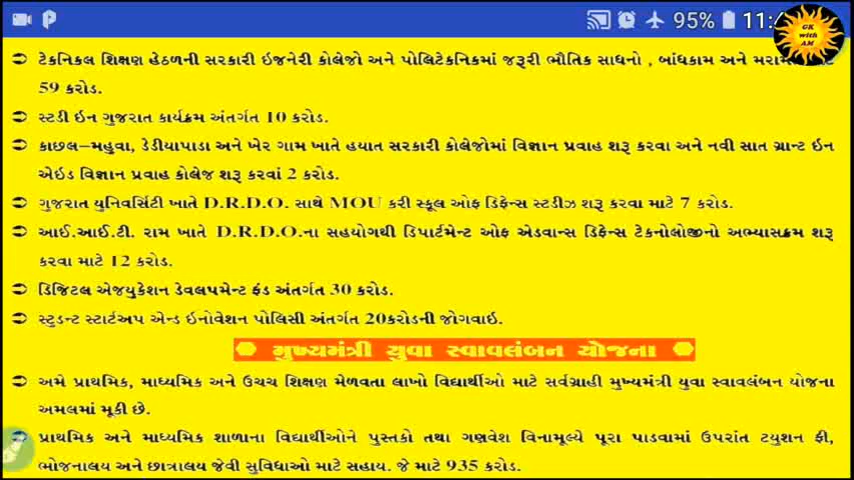 95% 11:4
GK
with
AM
ટેકનિકલ શિક્ષણ હેઠળની સરકારી ઇજનેરી કોલેજો અને પોલિટેકનિકમાં જરૂરી ભૌતિક સાધનો , બાંધકામ અને
59 કરોડ.
સ્ટડી ઇન ગુજરાત કાર્યક્રમ અંતર્ગત 10 કરોડ.
કાછલ-મહુવા, ડેડીયાપાડા અને ખેર ગામ ખાતે હયાત સરકારી કોલેજોમાં વિજ્ઞાન પ્રવાહ શરૂ કરવા અને નવી સાત ગ્રાન્ટ ઇન
એઇડ વિજ્ઞાન પ્રવાહ કોલેજ શરૂ કરવાં 2 કરોડ.
ગુજરાત યુનિવર્સિટી ખાતે D.R.D.O. સાથે MOU કરી સ્કૂલ ઓફ ડિફેન્સ સ્ટડીઝ શરૂ કરવા માટે 7 કરોડ.
આઈ.આઈ.ટી. રામ ખાતે D.R.D.O.ના સહયોગથી ડિપાર્ટમેન્ટ ઓફ એડવાન્સ ડિફેન્સ ટેકનોલોજીનો અભ્યાસક્રમ શરૂ
કરવા માટે 12 કરોડ.
ડિજિટલ એજયુકેશન ડેવલપમેન્ટ ફંડ અંતર્ગત 30 કરોડ.
સ્ટુડન્ટ સ્ટાર્ટઅપ એન્ડ ઇનોવેશન પોલિસી અંતર્ગત 20કરોડની જોગવાઇ.
મુખ્યમંત્રી યુવા સ્વાવલંબન યોજના
અમે પ્રાથમિક, માધ્યમિક અને ઉચ્ચ શિક્ષણ મેળવતા લાખો વિદ્યાર્થીઓ માટે સર્વગ્રાહી મુખ્યમંત્રી યુવા સ્વાવલંબન યોજના
અમલમાં મૂકી છે.
પ્રાથમિક અને માધ્યમિક શાળાના વિદ્યાર્થીઓને પુસ્તકો તથા ગણવેશ વિનામૂલ્યે પૂરા પાડવામાં ઉપરાંત ટયુશન ફી,
ભોજનાલય અને છાત્રાલય જેવી સુવિધાઓ માટે સહાય. જે માટે 935 કરોડ.